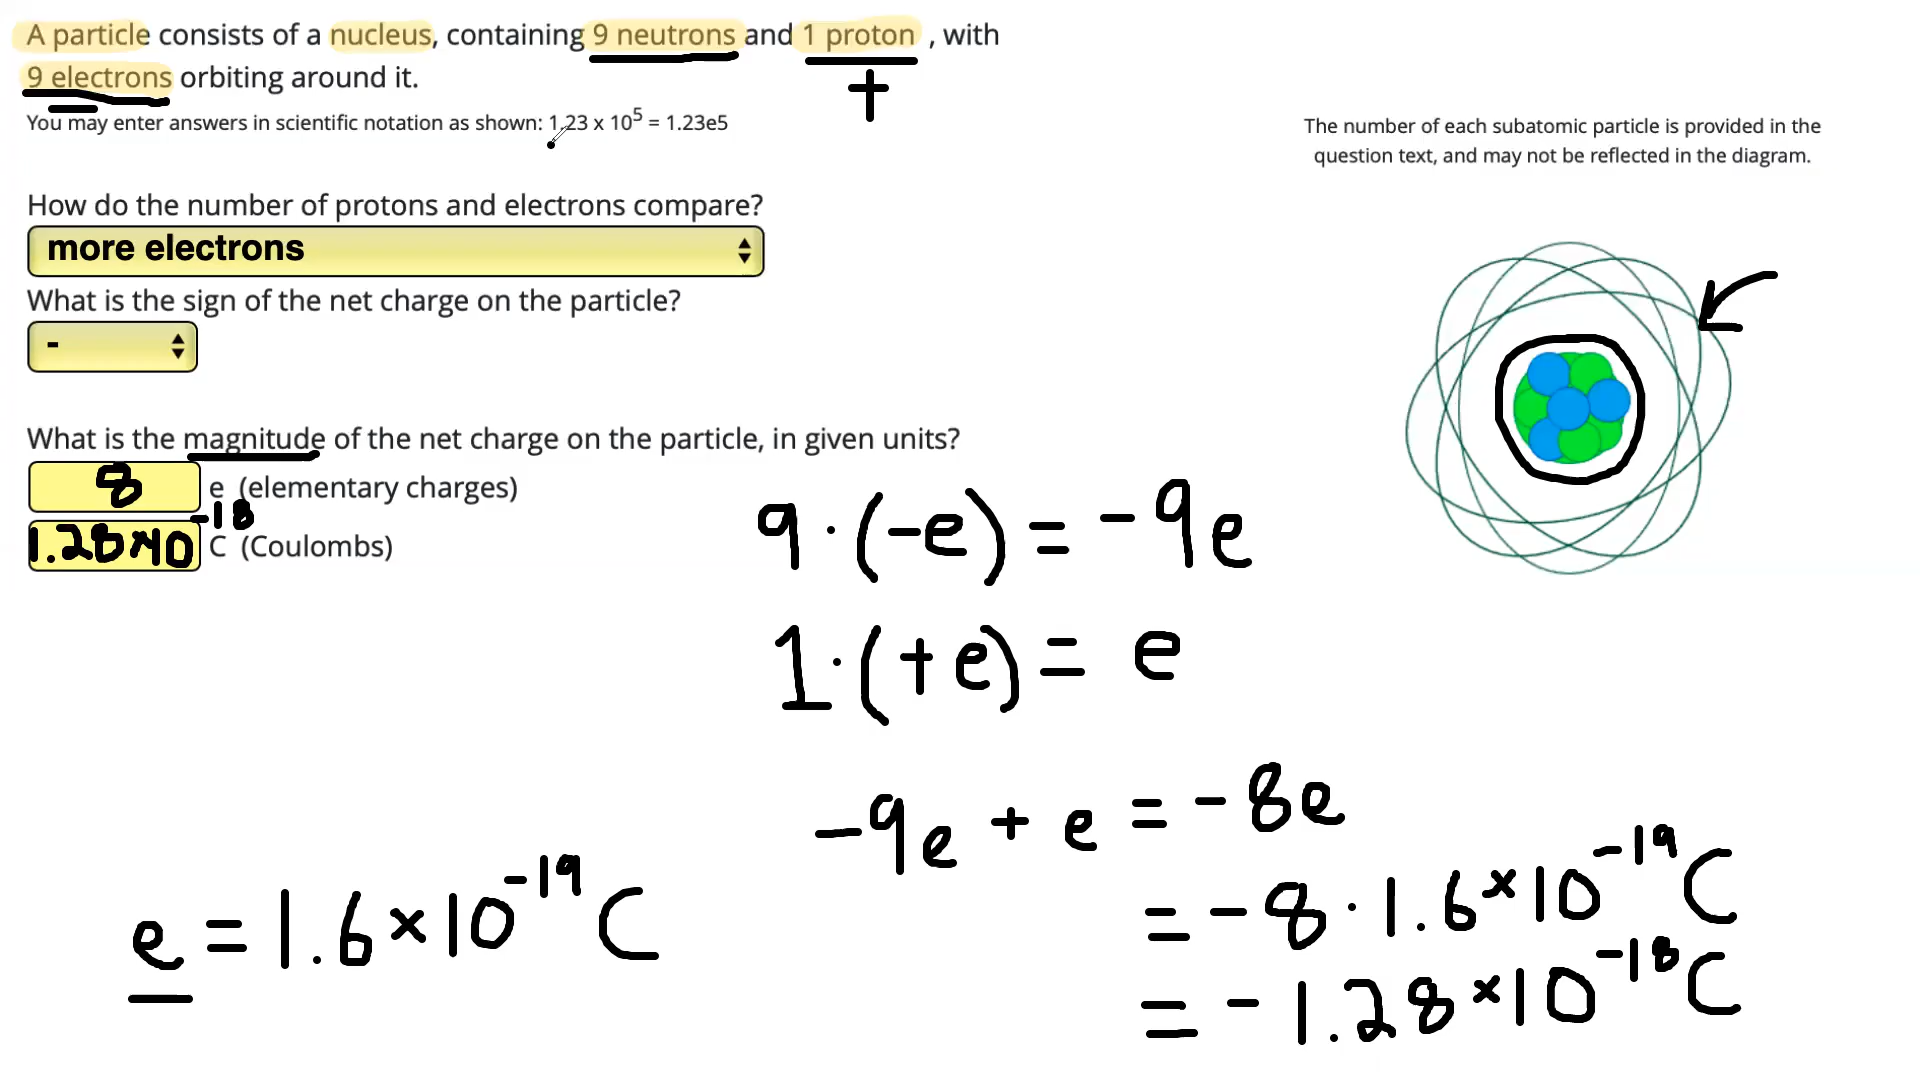 A particle consists of a nucleus, containing 9 neutrons and 1 proton , with
9 electrons orbiting around it.
+
You may enter answers in scientific notation as shown: 1.23 x 10⁵ = 1.23e5
The number of each subatomic particle is provided in the
question text, and may not be reflected in the diagram.
How do the number of protons and electrons compare?
more electrons
What is the sign of the net charge on the particle?
-
What is the magnitude of the net charge on the particle, in given units?
8 e (elementary charges)
1.28×10⁻¹⁸ C (Coulombs)
9·(-e) = -9e
1·(+e) = e
-9e + e = -8e
= -8·1.6×10⁻¹⁹ C
= -1.28×10⁻¹⁸ C
e = 1.6×10⁻¹⁹ C